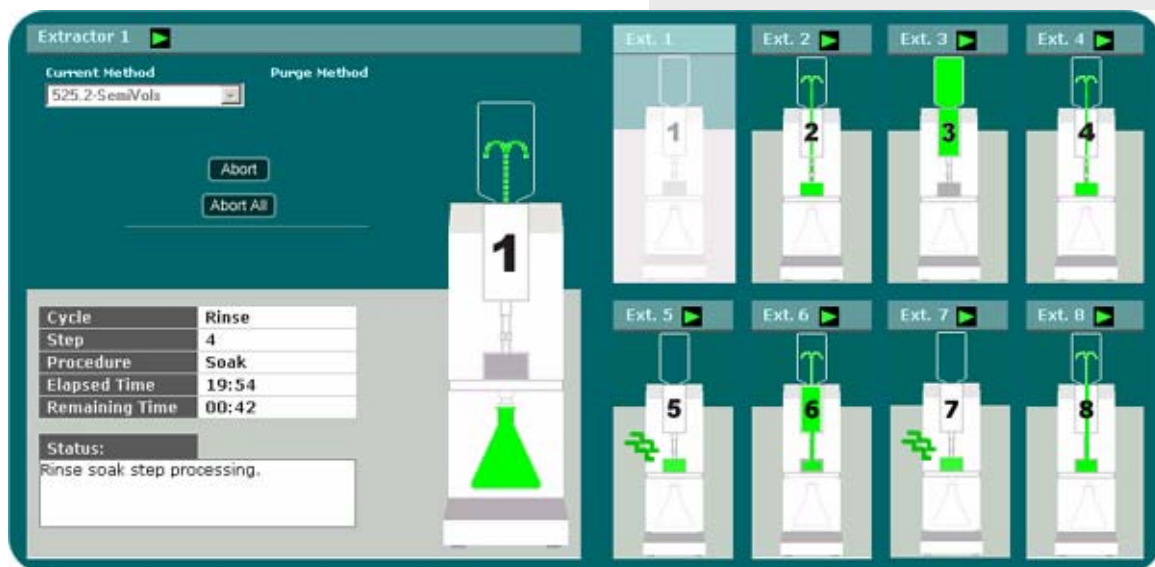 Extractor 1
Current Method Purge Method
525.2-SemiVols
Abort
Abort All
1
Cycle Rinse
Step 4
Procedure Soak
Elapsed Time 19:54
Remaining Time 00:42
Status:
Rinse soak step processing.
Ext. 1 Ext. 2 Ext. 3 Ext. 4
1 2 3 4
Ext. 5 Ext. 6 Ext. 7 Ext. 8
5 6 7 8